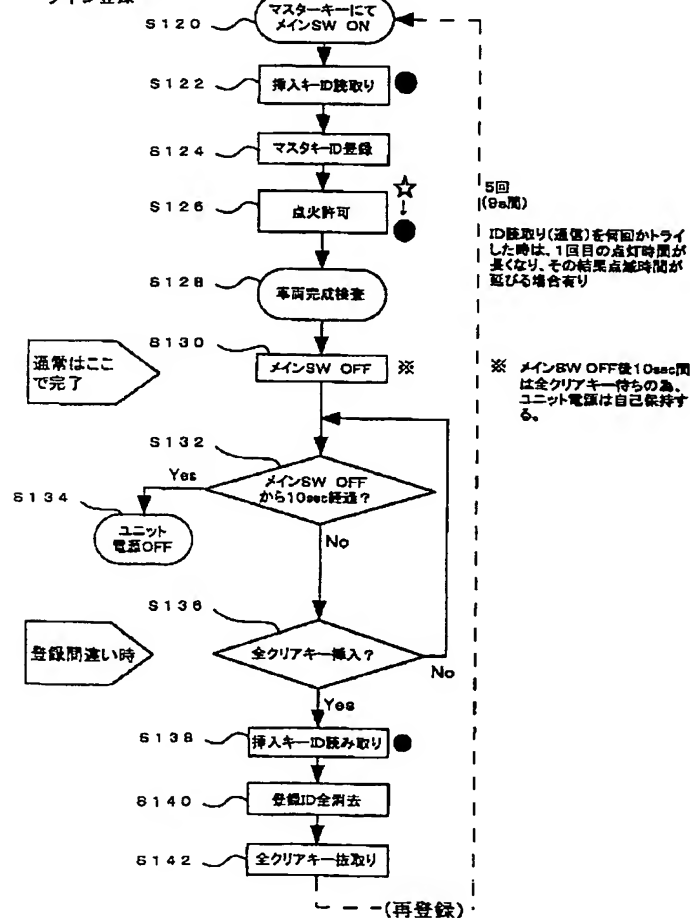 ライン登録
S120
マスターキーにて
メインSW ON
S122
挿入キーID読取り
S124
マスタキーID登録
S126
点火許可
5回
(9s間)
ID読取り(通信)を何回かトライ
した時は、1回目の点灯時間が
長くなり、その結果点滅時間が
延びる場合有り
S128
車両完成検査
S130
メインSW OFF
※
通常はここ
で完了
※ メインSW OFF後10sec間
は全クリアキー待ちの為、
ユニット電源は自己保持す
る。
S132
メインSW OFF
から10sec経過?
Yes
No
S134
ユニット
電源OFF
S136
全クリアキー挿入?
No
Yes
登録間違い時
S138
挿入キーID読み取り
S140
登録ID全消去
S142
全クリアキー抜取り
(再登録)